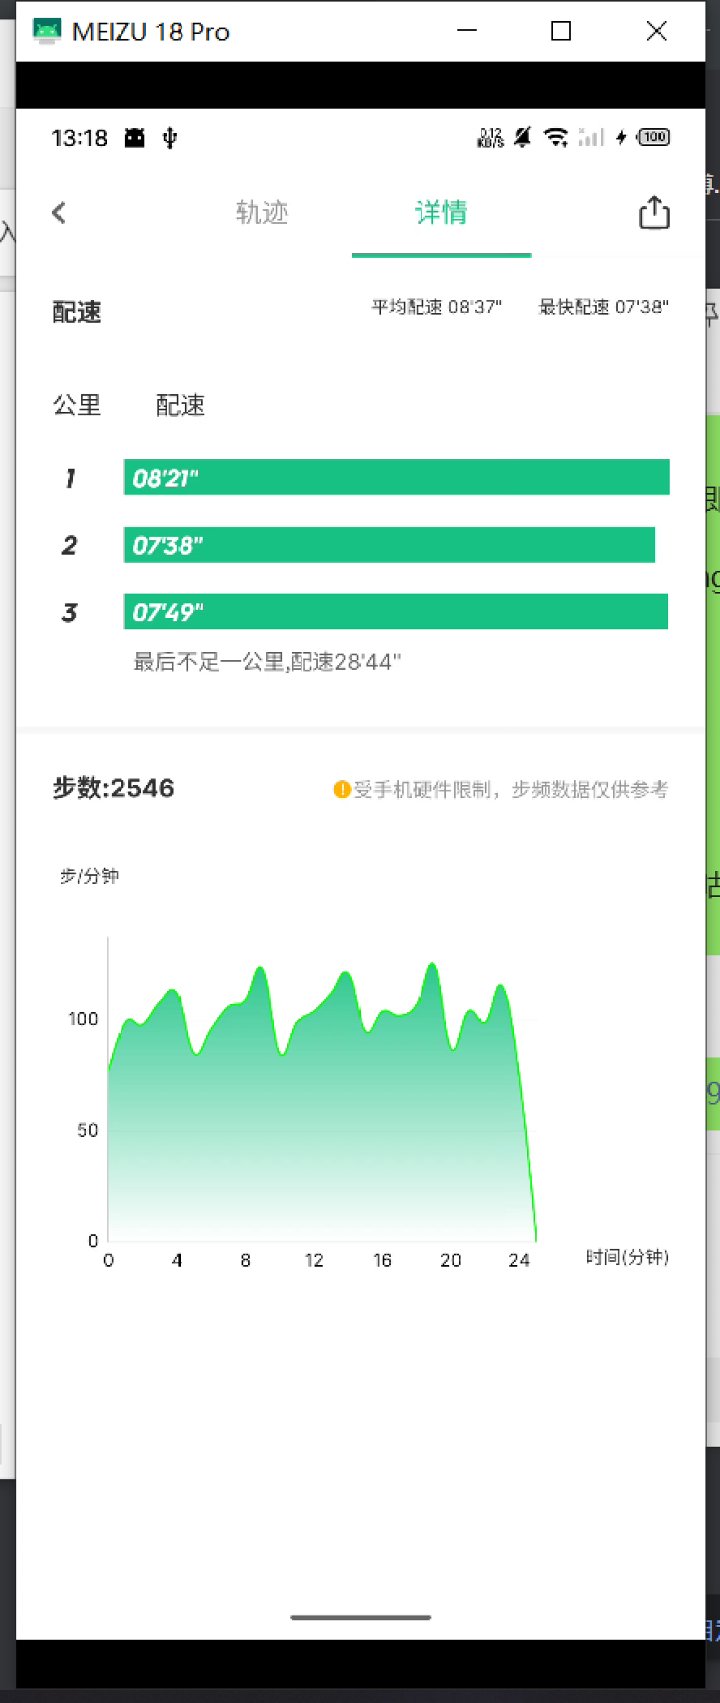 MEIZU 18 Pro
13:18
0.12 KB/S
100
轨迹 详情
配速 平均配速 08'37" 最快配速 07'38"
公里 配速
1 08'21"
2 07'38"
3 07'49"
最后不足一公里,配速28'44"
步数:2546 受手机硬件限制，步频数据仅供参考
步/分钟
100
50
0
0 4 8 12 16 20 24 时间(分钟)